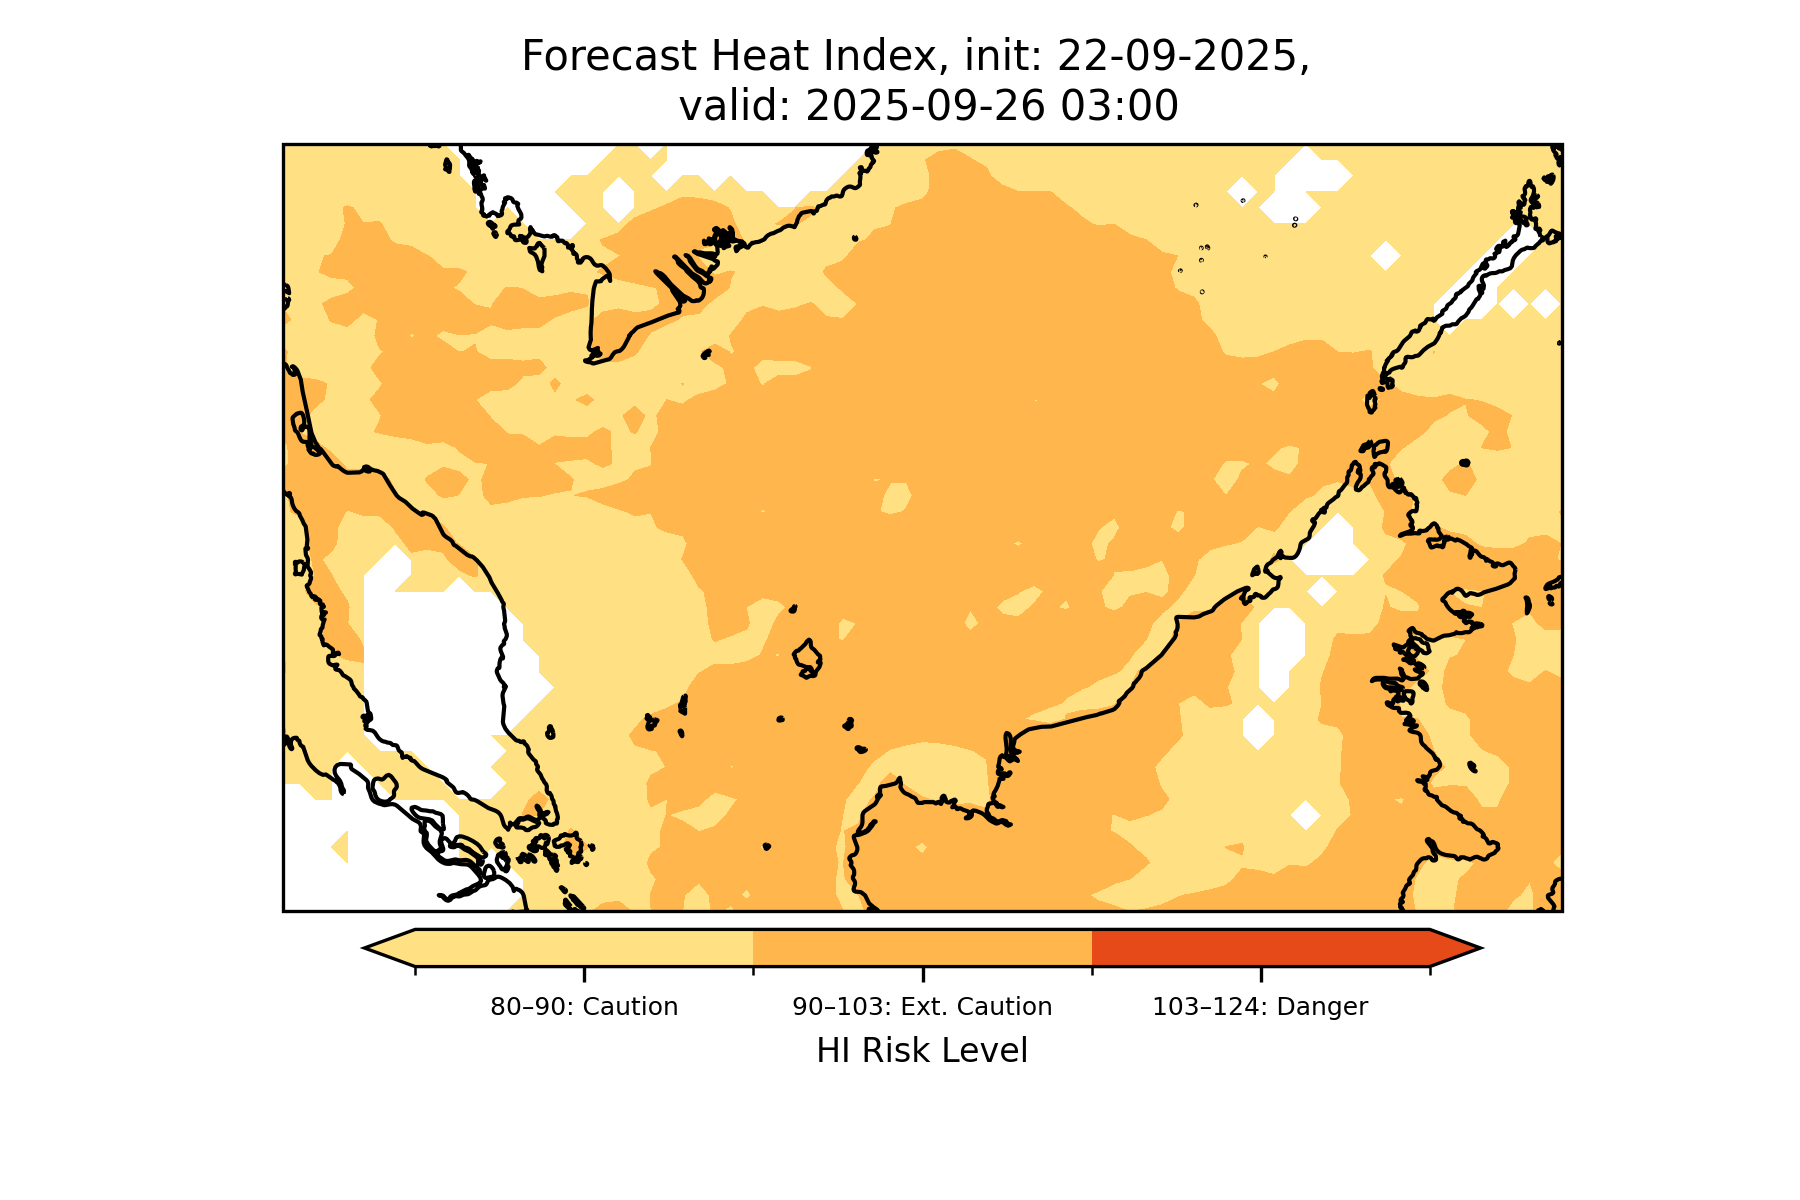 Forecast Heat Index, init: 22-09-2025,
valid: 2025-09-26 03:00
80–90: Caution
90–103: Ext. Caution
103–124: Danger
HI Risk Level